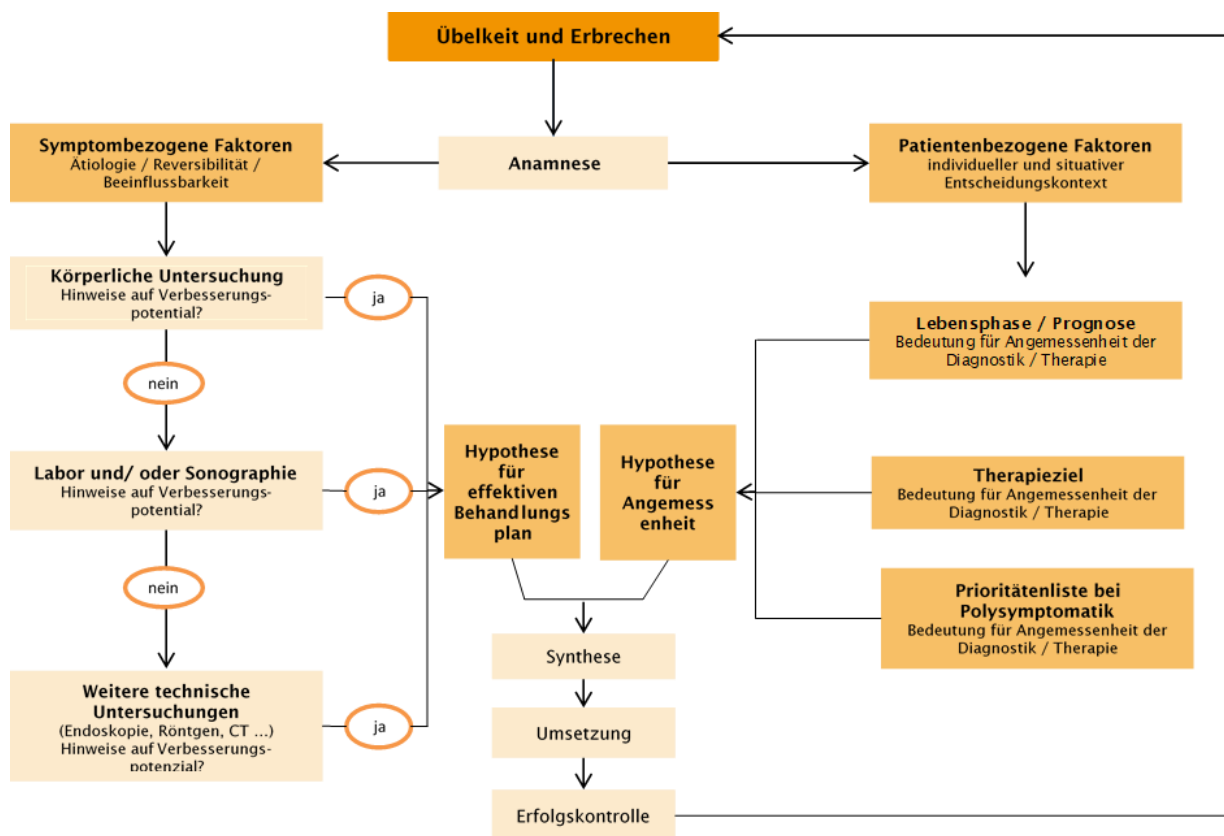 Übelkeit und Erbrechen
Symptombezogene Faktoren
Ätiologie / Reversibilität /
Beeinflussbarkeit
Anamnese
Patientenbezogene Faktoren
individueller und situativer
Entscheidungskontext
Körperliche Untersuchung
Hinweise auf Verbesserungs-
potential?
ja
nein
Labor und/ oder Sonographie
Hinweise auf Verbesserungs-
potential?
ja
nein
Weitere technische
Untersuchungen
(Endoskopie, Röntgen, CT ...)
Hinweise auf Verbesserungs-
potenzial?
ja
Hypothese
für
effektiven
Behandlungs
plan
Hypothese
für
Angemess
enheit
Lebensphase / Prognose
Bedeutung für Angemessenheit der
Diagnostik / Therapie
Therapieziel
Bedeutung für Angemessenheit der
Diagnostik / Therapie
Prioritätenliste bei
Polysymptomatik
Bedeutung für Angemessenheit der
Diagnostik / Therapie
Synthese
Umsetzung
Erfolgskontrolle